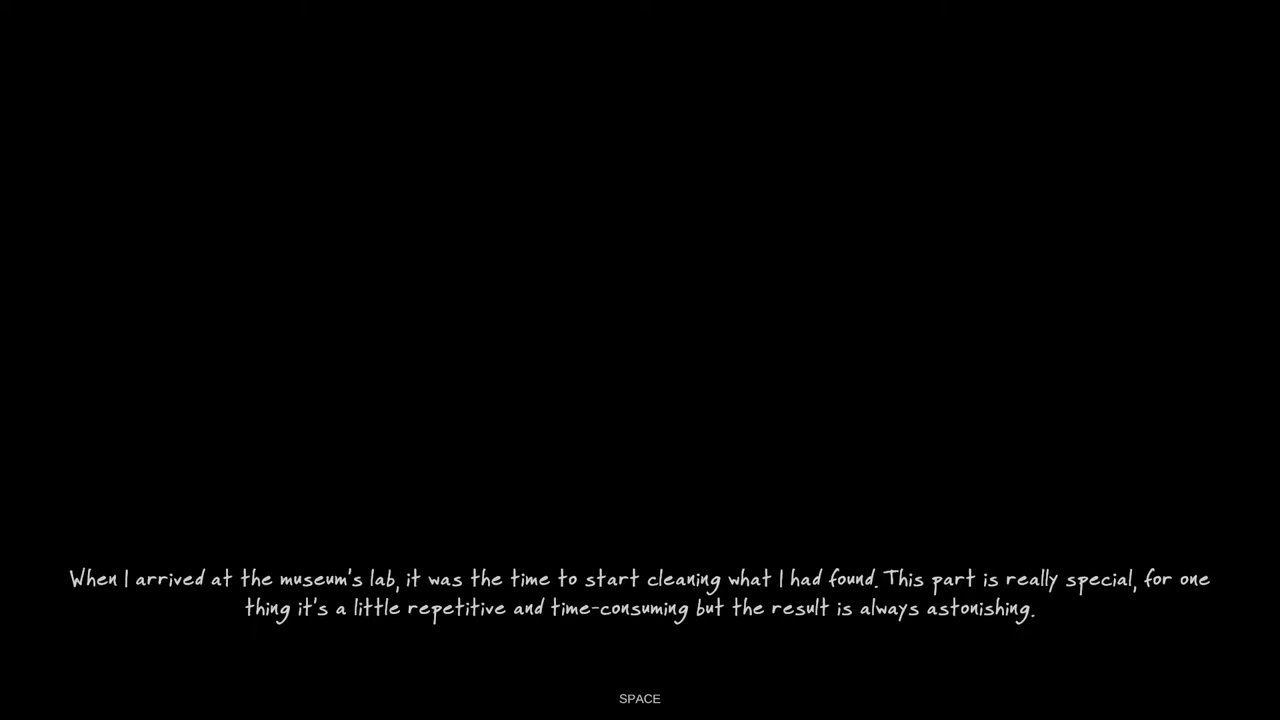 When I arrived at the museum's lab, it was the time to start cleaning what I had found. This part is really special, for one
thing it's a little repetitive and time-consuming but the result is always astonishing.
SPACE